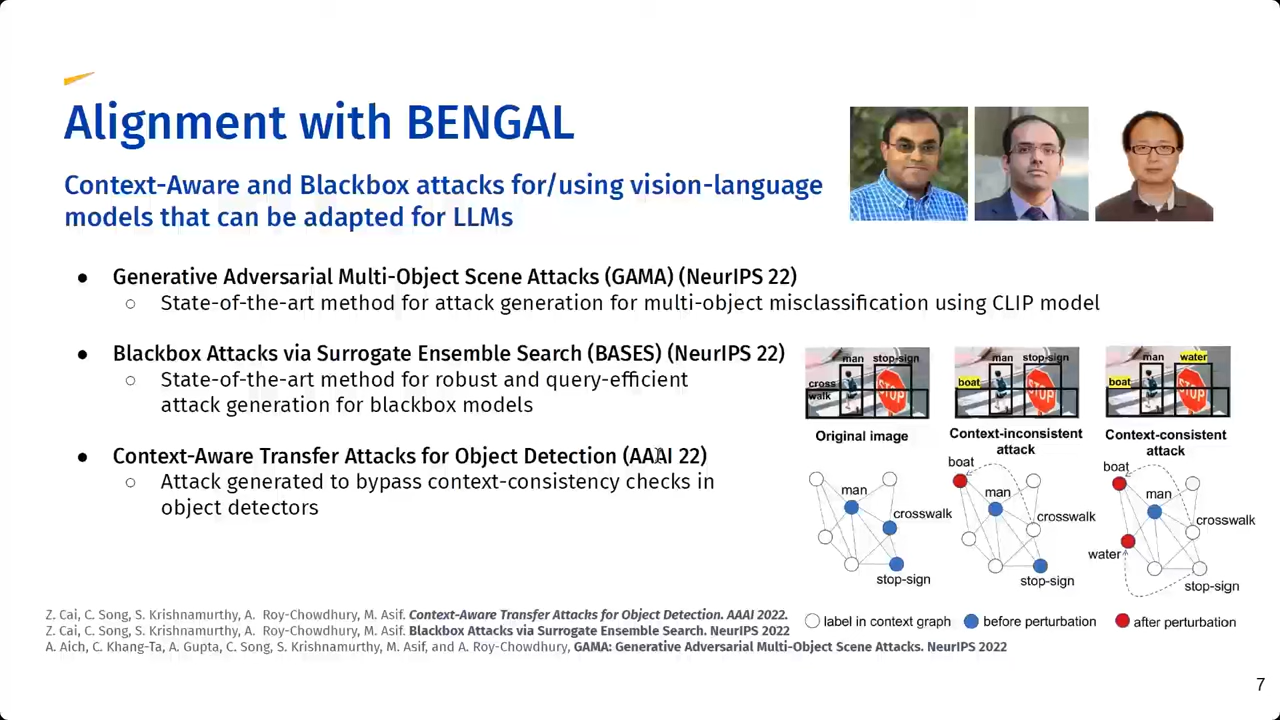 Alignment with BENGAL
Context-Aware and Blackbox attacks for/using vision-language
models that can be adapted for LLMs
● Generative Adversarial Multi-Object Scene Attacks (GAMA) (NeurIPS 22)
○ State-of-the-art method for attack generation for multi-object misclassification using CLIP model
● Blackbox Attacks via Surrogate Ensemble Search (BASES) (NeurIPS 22)
○ State-of-the-art method for robust and query-efficient
attack generation for blackbox models
● Context-Aware Transfer Attacks for Object Detection (AAAI 22)
○ Attack generated to bypass context-consistency checks in
object detectors
man stop-sign
cross
walk
STOP
Original image
man stop-sign
boat
STOP
Context-inconsistent
attack
man water
boat
STOP
Context-consistent
attack
man
crosswalk
stop-sign
boat
man
crosswalk
stop-sign
boat
man
crosswalk
water
stop-sign
label in context graph before perturbation after perturbation
Z. Cai, C. Song, S. Krishnamurthy, A. Roy-Chowdhury, M. Asif. Context-Aware Transfer Attacks for Object Detection. AAAI 2022.
Z. Cai, C. Song, S. Krishnamurthy, A. Roy-Chowdhury, M. Asif. Blackbox Attacks via Surrogate Ensemble Search. NeurIPS 2022
A. Aich, C. Khang-Ta, A. Gupta, C. Song, S. Krishnamurthy, M. Asif, and A. Roy-Chowdhury, GAMA: Generative Adversarial Multi-Object Scene Attacks. NeurIPS 2022
7